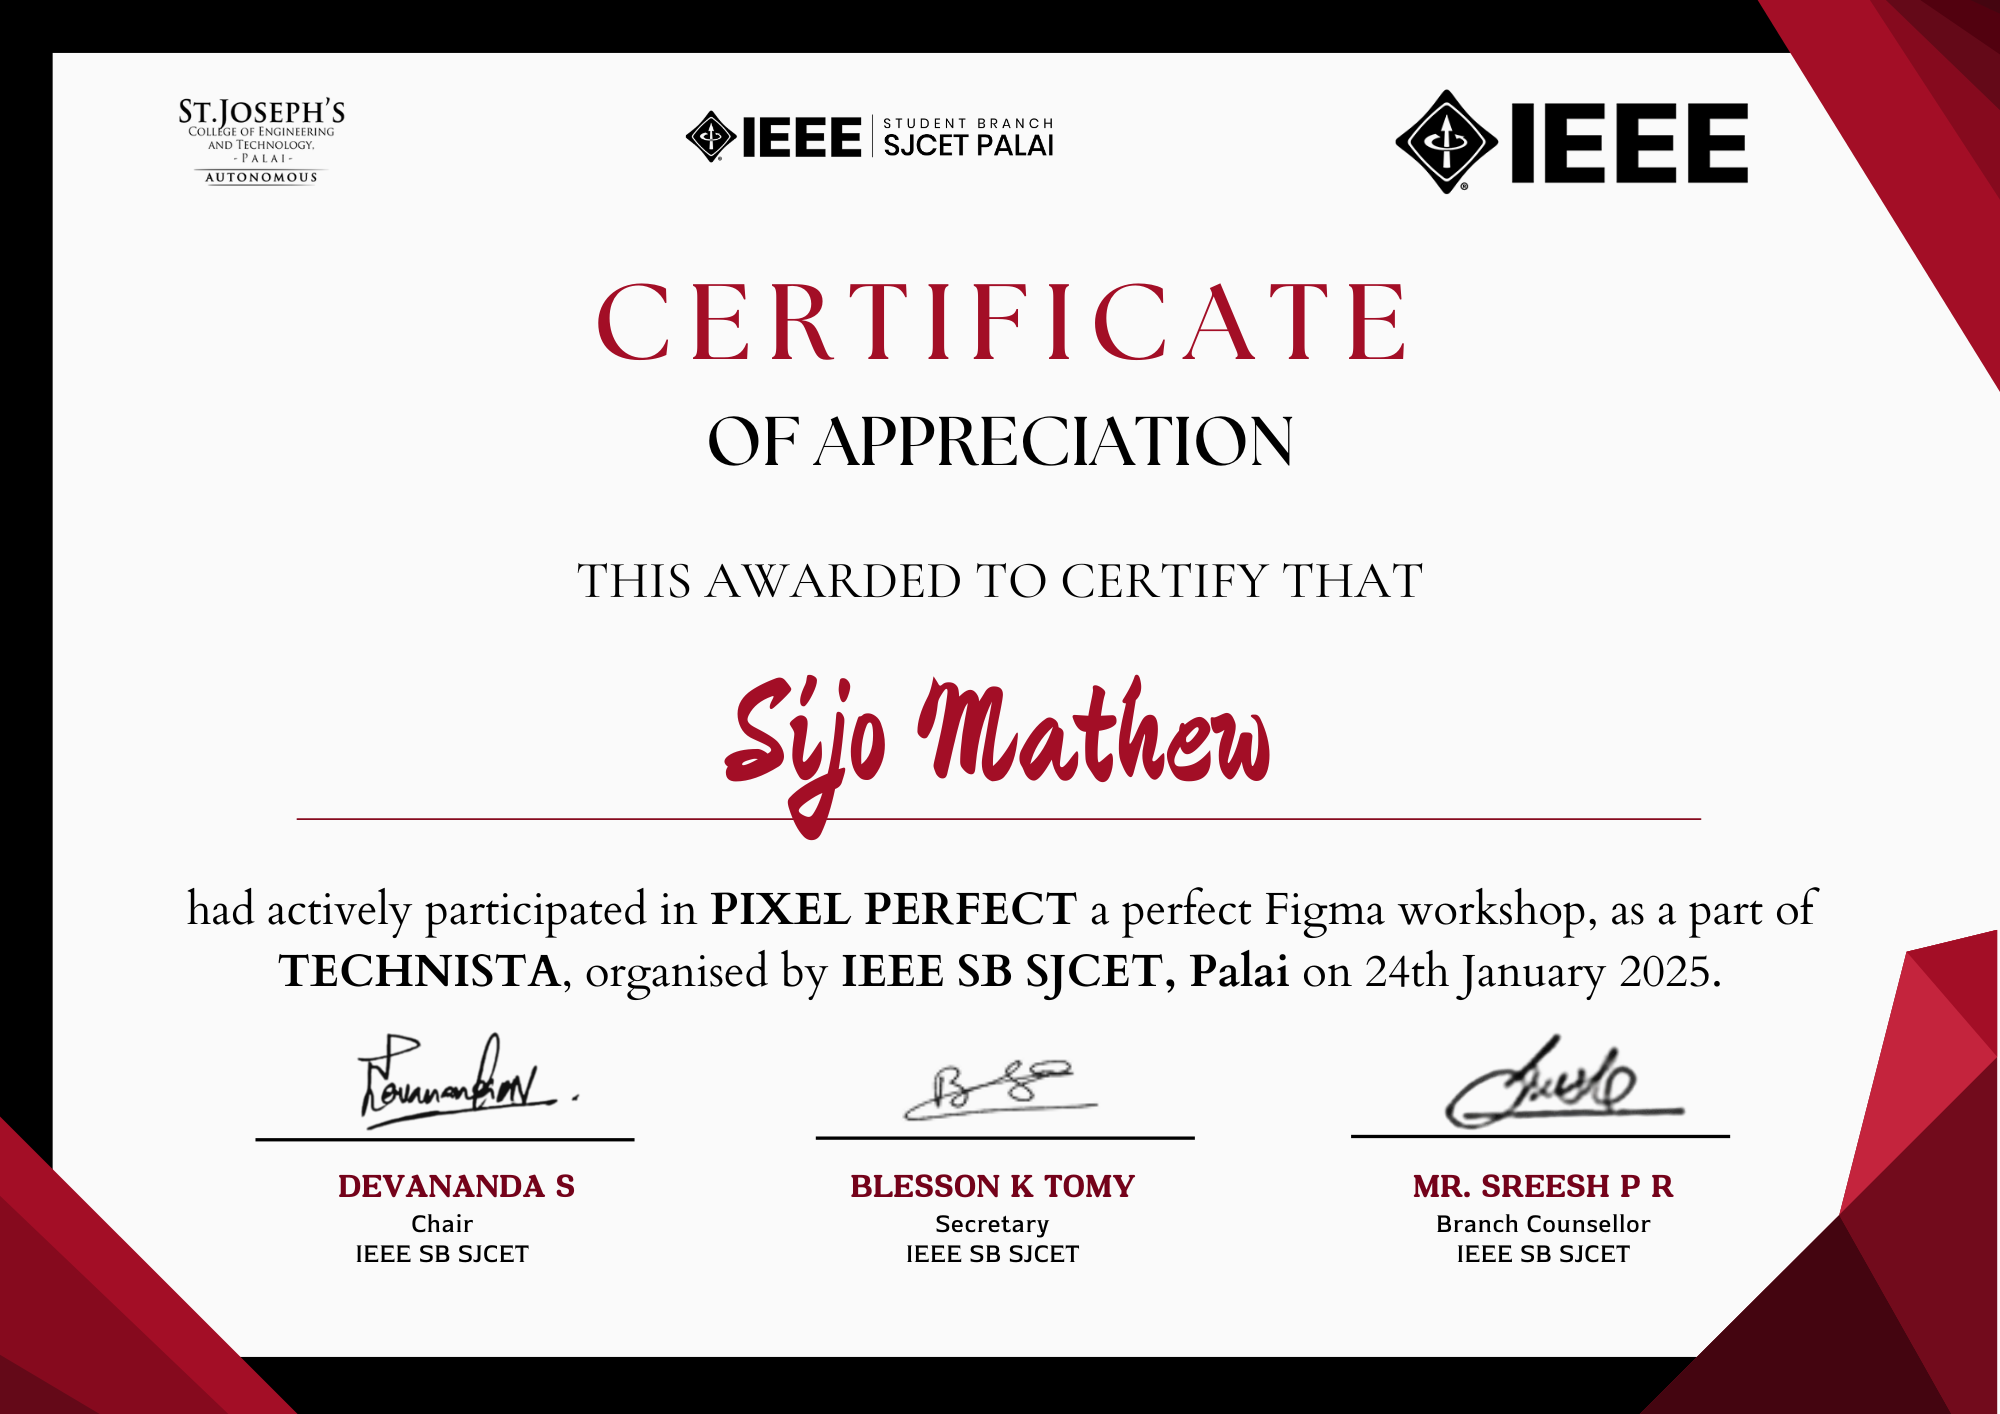 ST.JOSEPH'S
COLLEGE OF ENGINEERING
AND TECHNOLOGY,
- PALAI -
AUTONOMOUS
IEEE
STUDENT BRANCH
SJCET PALAI
IEEE
CERTIFICATE
OF APPRECIATION
THIS AWARDED TO CERTIFY THAT
Sijo Mathew
had actively participated in PIXEL PERFECT a perfect Figma workshop, as a part of
TECHNISTA, organised by IEEE SB SJCET, Palai on 24th January 2025.
DEVANANDA S
Chair
IEEE SB SJCET
BLESSON K TOMY
Secretary
IEEE SB SJCET
MR. SREESH P R
Branch Counsellor
IEEE SB SJCET